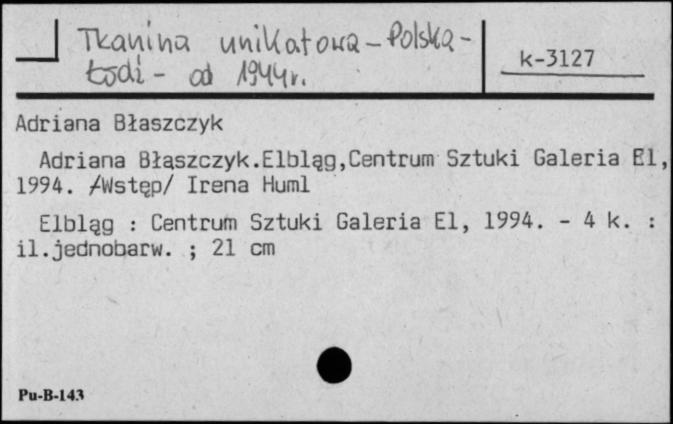 Tkanina unikatowa - Polska -
Łódź - od 1944r.
k-3127
Adriana Błaszczyk
Adriana Błaszczyk.Elbląg,Centrum Sztuki Galeria El,
1994. /Wstęp/ Irena Huml
Elbląg : Centrum Sztuki Galeria El, 1994. - 4 k. :
il.jednobarw. ; 21 cm
Pu-B-143